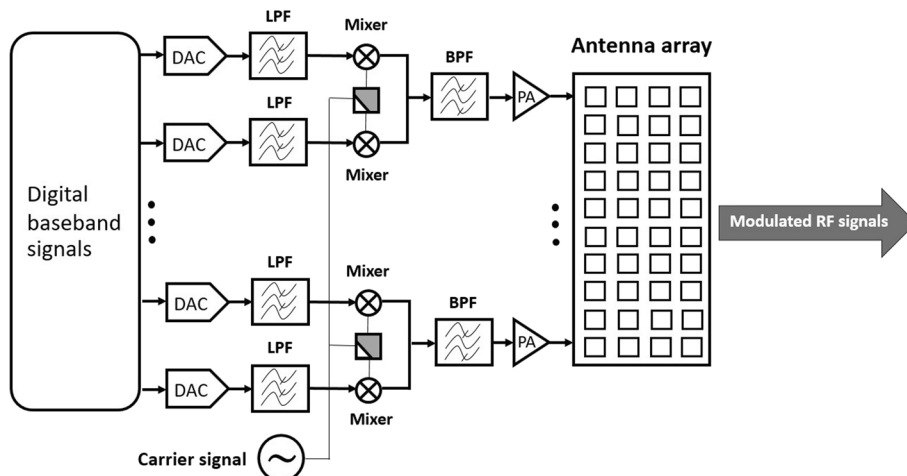 LPF
Mixer
DAC
BPF
Antenna array
PA
LPF
DAC
Mixer
Digital
baseband
signals
Modulated RF signals
LPF
Mixer
DAC
BPF
PA
LPF
DAC
Mixer
Carrier signal